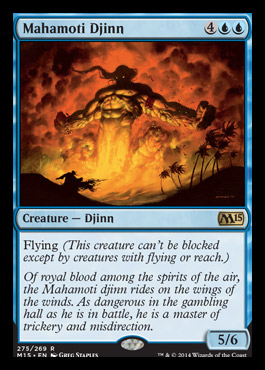 Mahamoti Djinn 4
Creature — Djinn M15
Flying (This creature can't be blocked
except by creatures with flying or reach.)
Of royal blood among the spirits of the air,
the Mahamoti djinn rides on the wings of
the winds. As dangerous in the gambling
hall as he is in battle, he is a master of
trickery and misdirection.
5/6
275/269 R
M15 • EN Greg Staples ™ & © 2014 Wizards of the Coast